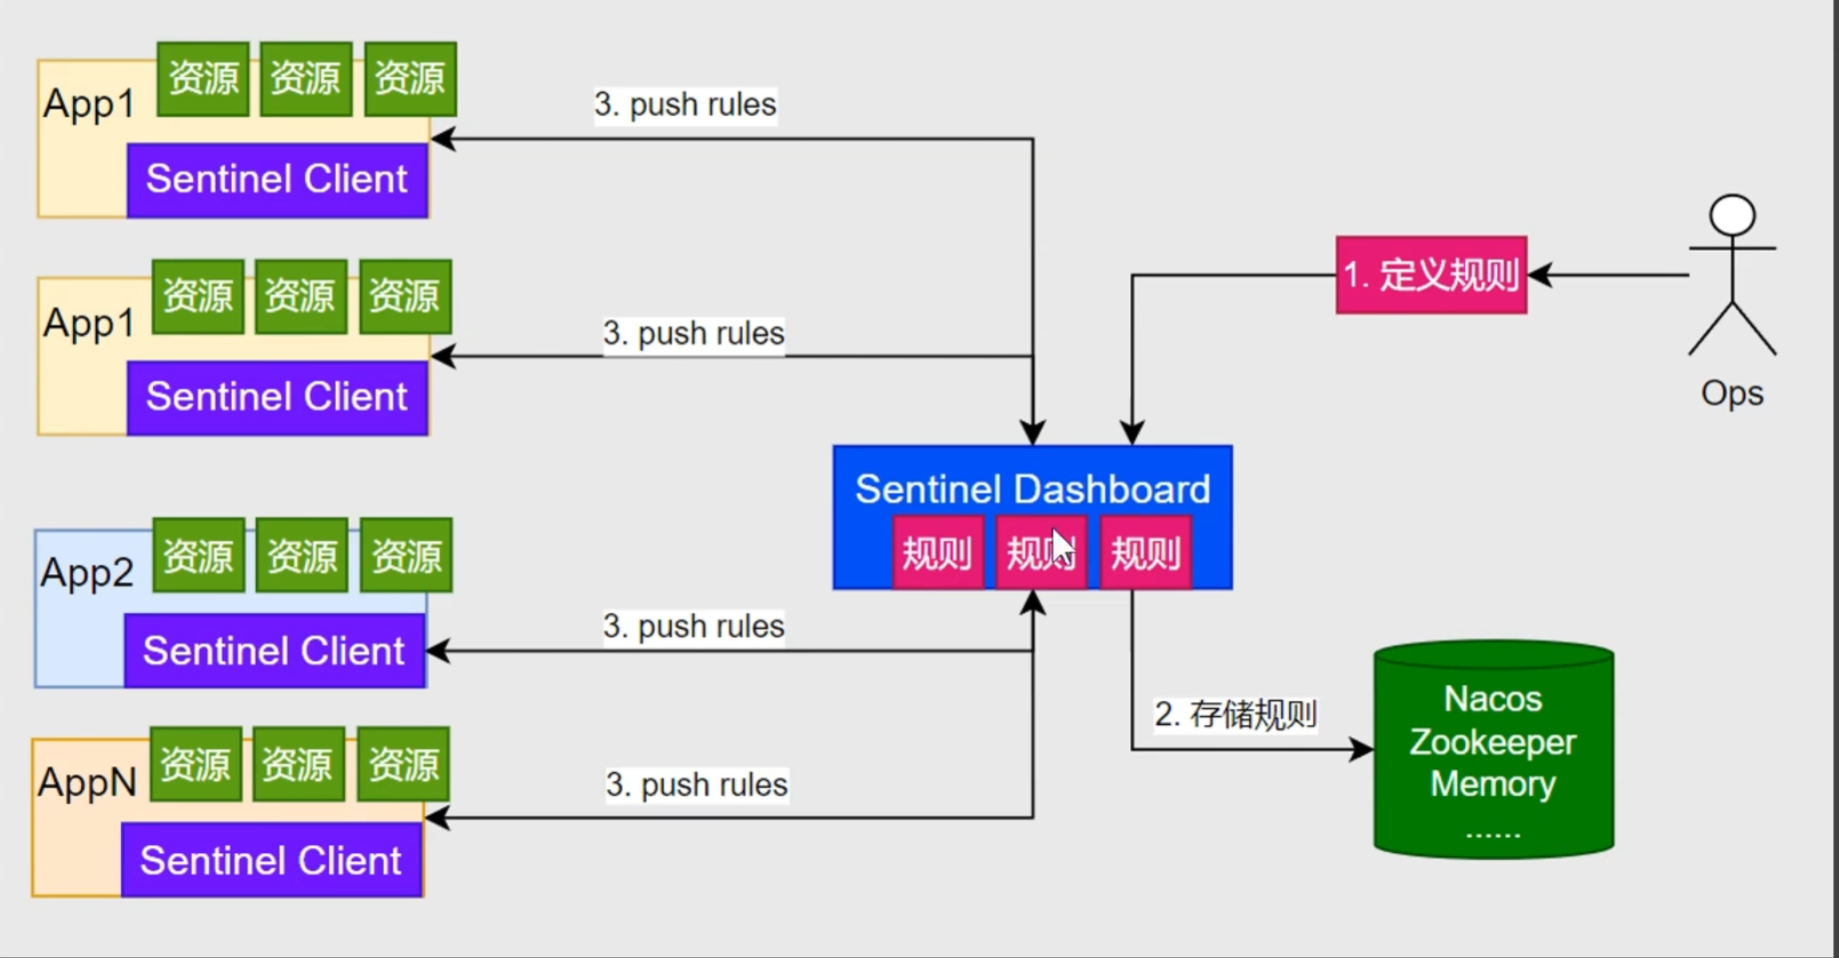 App1
资源 资源 资源
Sentinel Client
3. push rules
App1
资源 资源 资源
Sentinel Client
3. push rules
App2
资源 资源 资源
Sentinel Client
3. push rules
AppN
资源 资源 资源
Sentinel Client
3. push rules
1. 定义规则
Ops
Sentinel Dashboard
规则 规则 规则
2. 存储规则
Nacos
Zookeeper
Memory
......